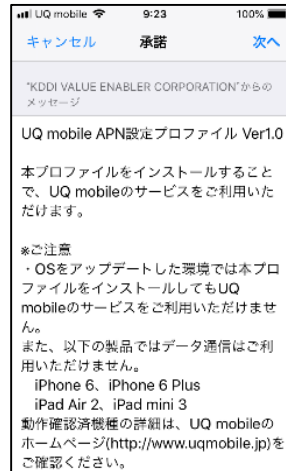 UQ mobile 9:23 100%
キャンセル 承諾 次へ
"KDDI VALUE ENABLER CORPORATION"からの
メッセージ
UQ mobile APN設定プロファイル Ver1.0
本プロファイルをインストールすること
で、UQ mobileのサービスをご利用いた
だけます。
※ご注意
・OSをアップデートした環境では本プロ
ファイルをインストールしてもUQ
mobileのサービスをご利用いただけませ
ん。
また、以下の製品ではデータ通信はご利
用いただけません。
iPhone 6、iPhone 6 Plus
iPad Air 2、iPad mini 3
動作確認済機種の詳細は、UQ mobileの
ホームページ(http://www.uqmobile.jp)を
ご確認ください。